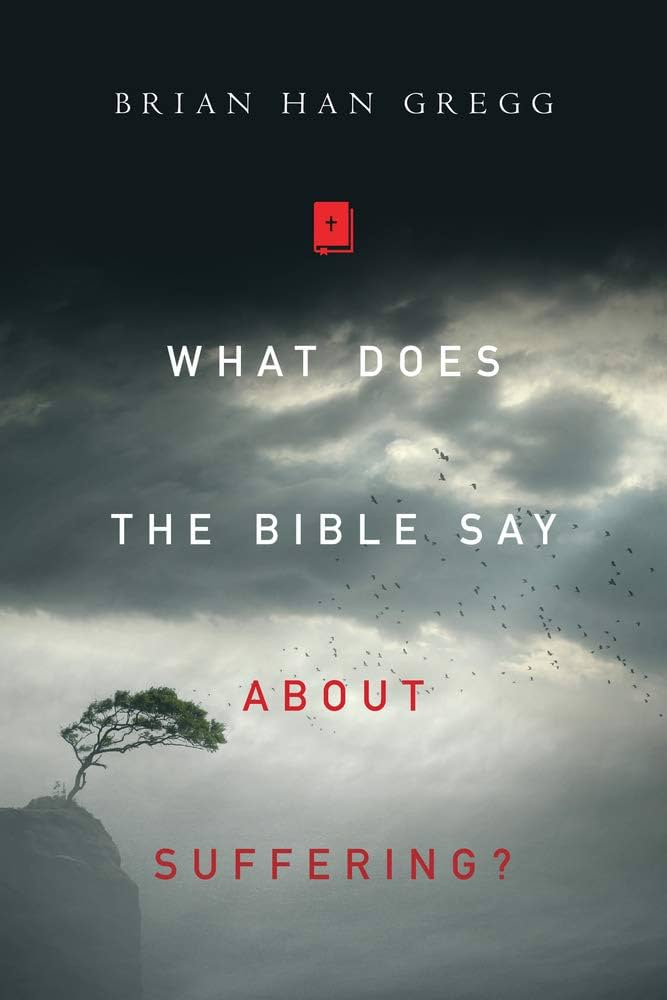 BRIAN HAN GREGG
WHAT DOES
THE BIBLE SAY
ABOUT
SUFFERING?